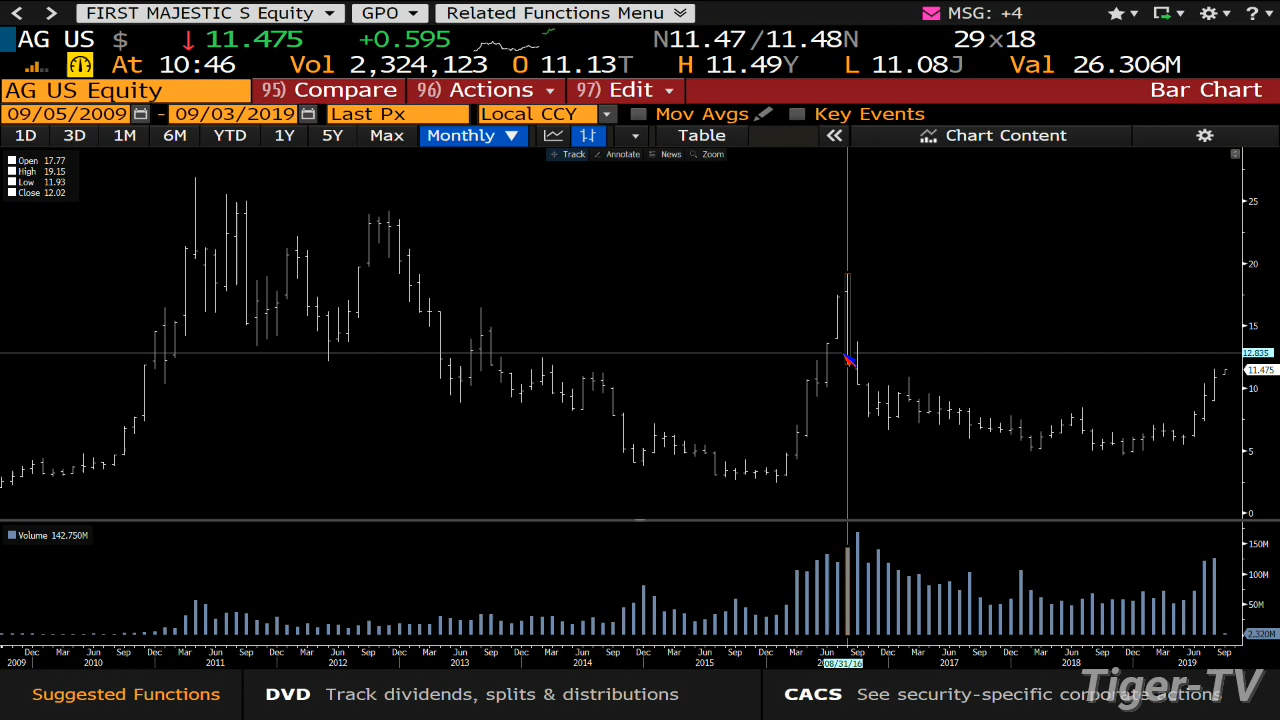 < > FIRST MAJESTIC S Equity GPO Related Functions Menu MSG: +4 ?
AG US $ ↓ 11.475 +0.595 N11.47/11.48N 29x18
At 10:46 Vol 2,324,123 O 11.13T H 11.49Y L 11.08J Val 26.306M
AG US Equity 95) Compare 96) Actions 97) Edit Bar Chart
09/05/2009 - 09/03/2019 Last Px Local CCY Mov Avgs Key Events
1D 3D 1M 6M YTD 1Y 5Y Max Monthly ▼ Table « Chart Content
Track Annotate News Zoom
Open 17.77
High 19.15
Low 11.93
Close 12.02
25
20
15
12.835
11.475
10
5
0
Volume 142.750M
150M
100M
50M
2.320M
Dec Mar Jun Sep Dec Mar Jun Sep Dec Mar Jun Sep Dec Mar Jun Sep Dec Mar Jun Sep Dec Mar Jun Sep Dec Mar Jun Sep Dec Mar Jun Sep Dec Mar Jun Sep Dec Mar Jun Sep
2009 2010 2011 2012 2013 2014 2015 08/31/16 2017 2018 2019
Suggested Functions DVD Track dividends, splits & distributions CACS See security-specific corporate actions
Tiger-TV